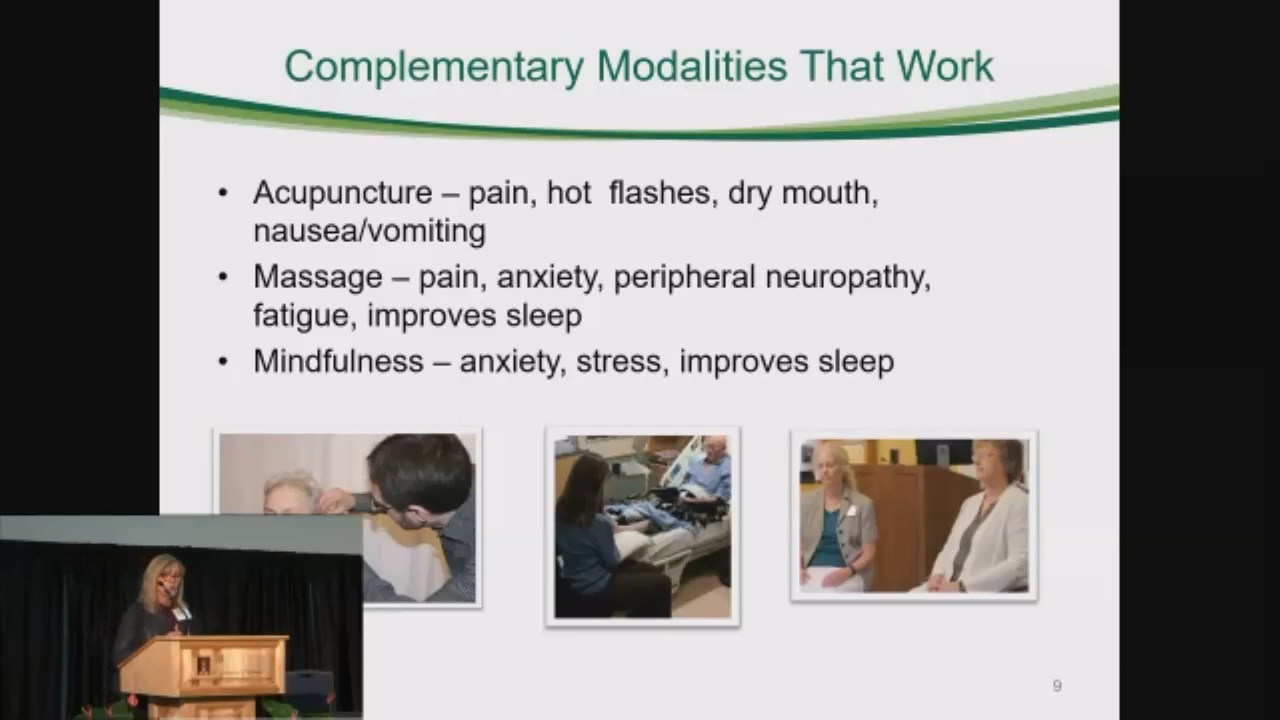 Complementary Modalities That Work
• Acupuncture – pain, hot  flashes, dry mouth,
nausea/vomiting
• Massage – pain, anxiety, peripheral neuropathy,
fatigue, improves sleep
• Mindfulness – anxiety, stress, improves sleep
9